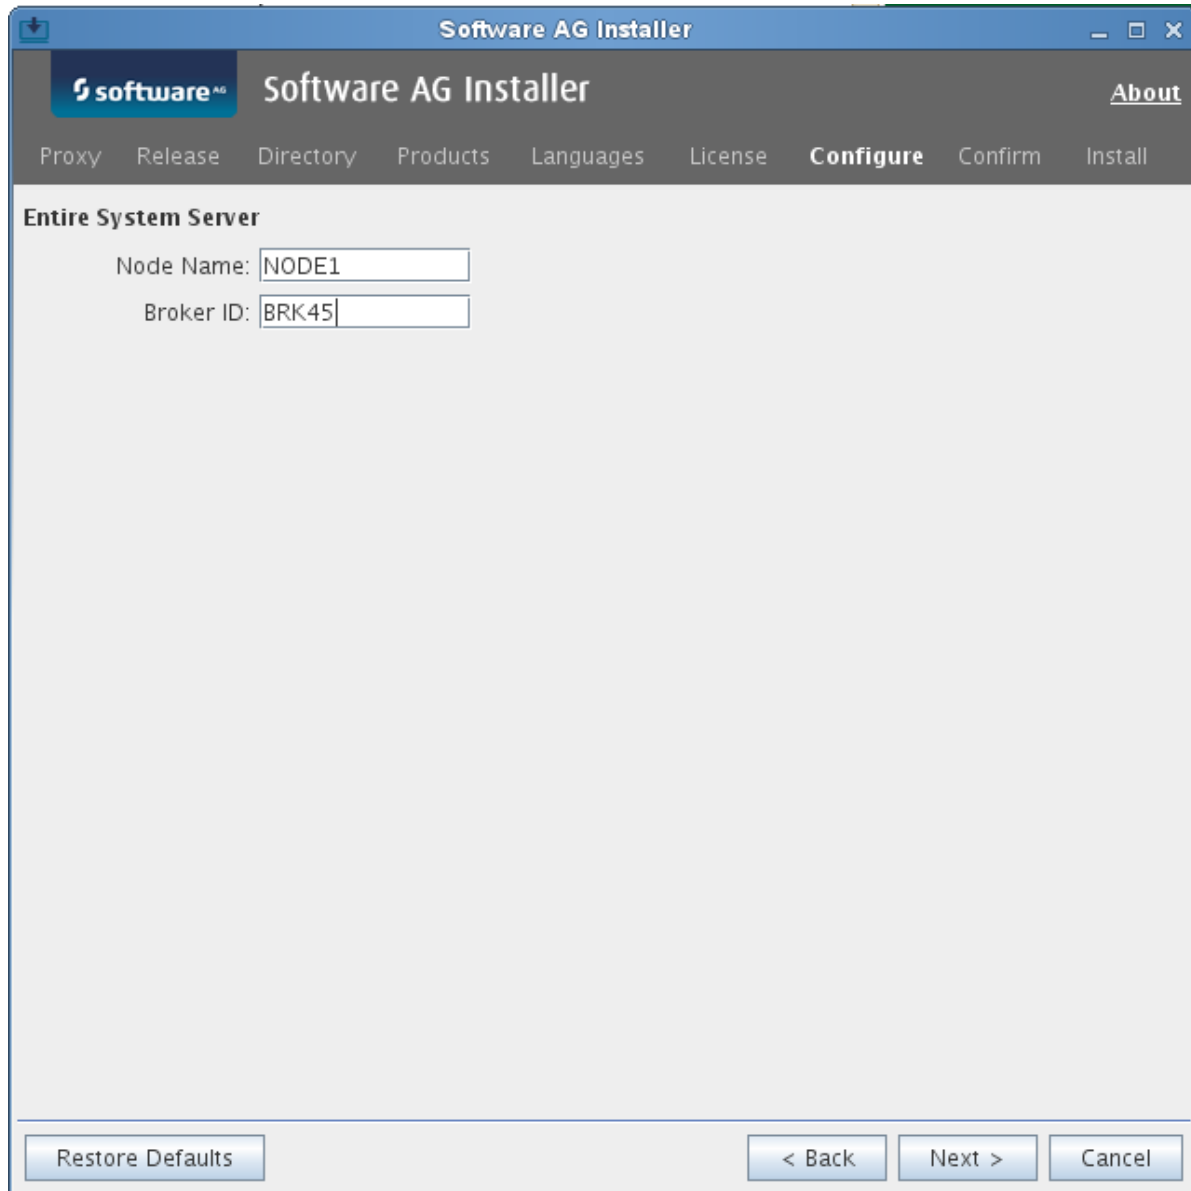 Software AG Installer
software AG Software AG Installer About
Proxy Release Directory Products Languages License Configure Confirm Install
Entire System Server
Node Name: NODE1
Broker ID: BRK45
Restore Defaults < Back Next > Cancel